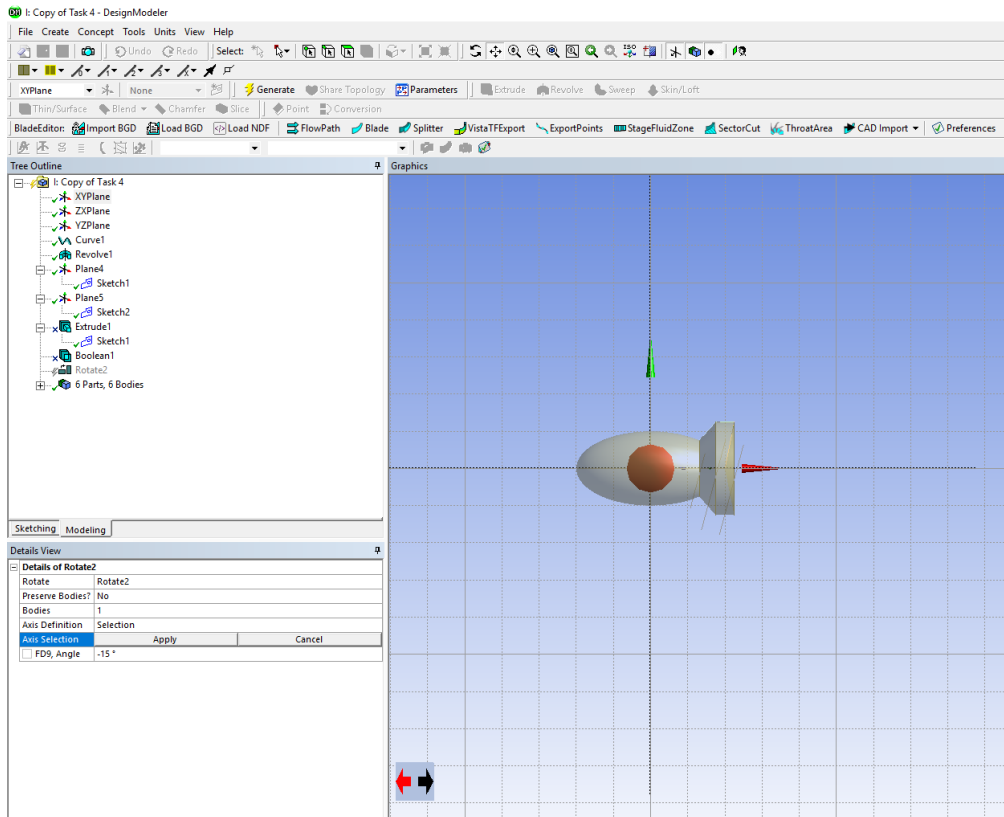 I: Copy of Task 4 - DesignModeler
File Create Concept Tools Units View Help
Undo Redo Select: ISO
XYPlane None Generate Share Topology Parameters Extrude Revolve Sweep Skin/Loft
Thin/Surface Blend Chamfer Slice Point Conversion
BladeEditor: Import BGD Load BGD Load NDF FlowPath Blade Splitter VistaTFExport ExportPoints StageFluidZone SectorCut ThroatArea CAD Import Preferences
Tree Outline
Graphics
I: Copy of Task 4
XYPlane
ZXPlane
YZPlane
Curve1
Revolve1
Plane4
Sketch1
Plane5
Sketch2
Extrude1
Sketch1
Boolean1
Rotate2
6 Parts, 6 Bodies
Sketching Modeling
Details View
Details of Rotate2
Rotate Rotate2
Preserve Bodies? No
Bodies 1
Axis Definition Selection
Axis Selection Apply Cancel
FD9, Angle -15 °